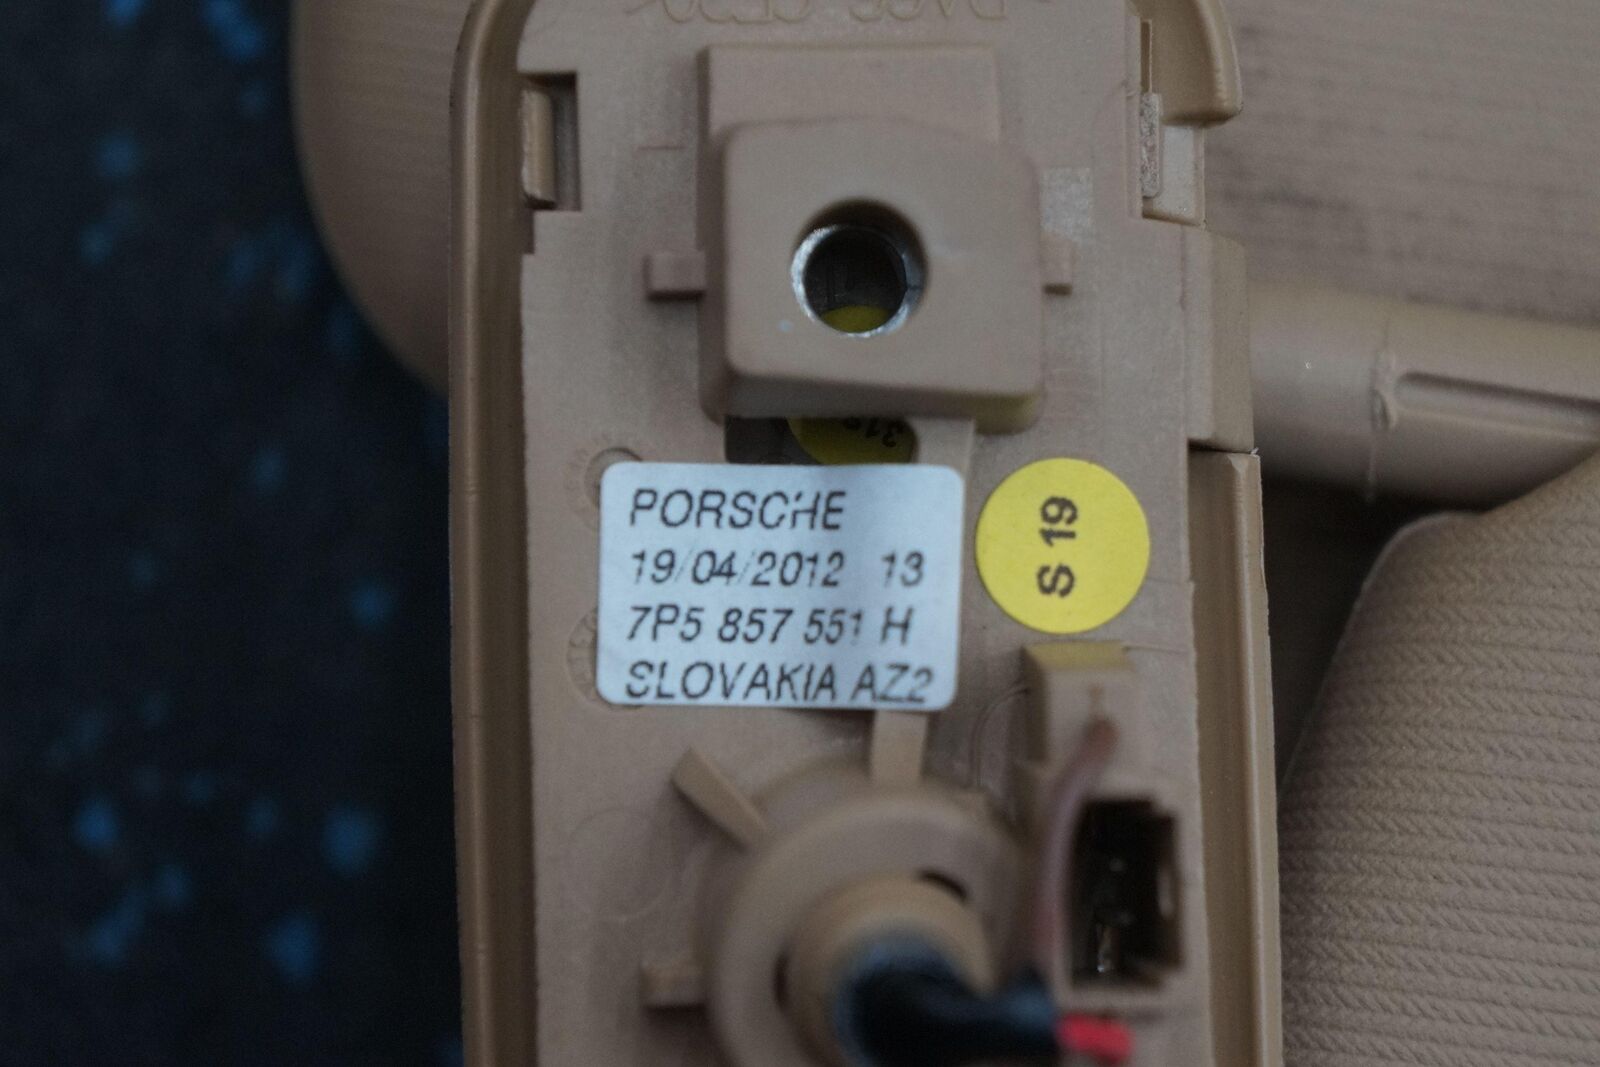 PORSCHE
19/04/2012 13
7P5 857 551 H
SLOVAKIA AZ2
S 19